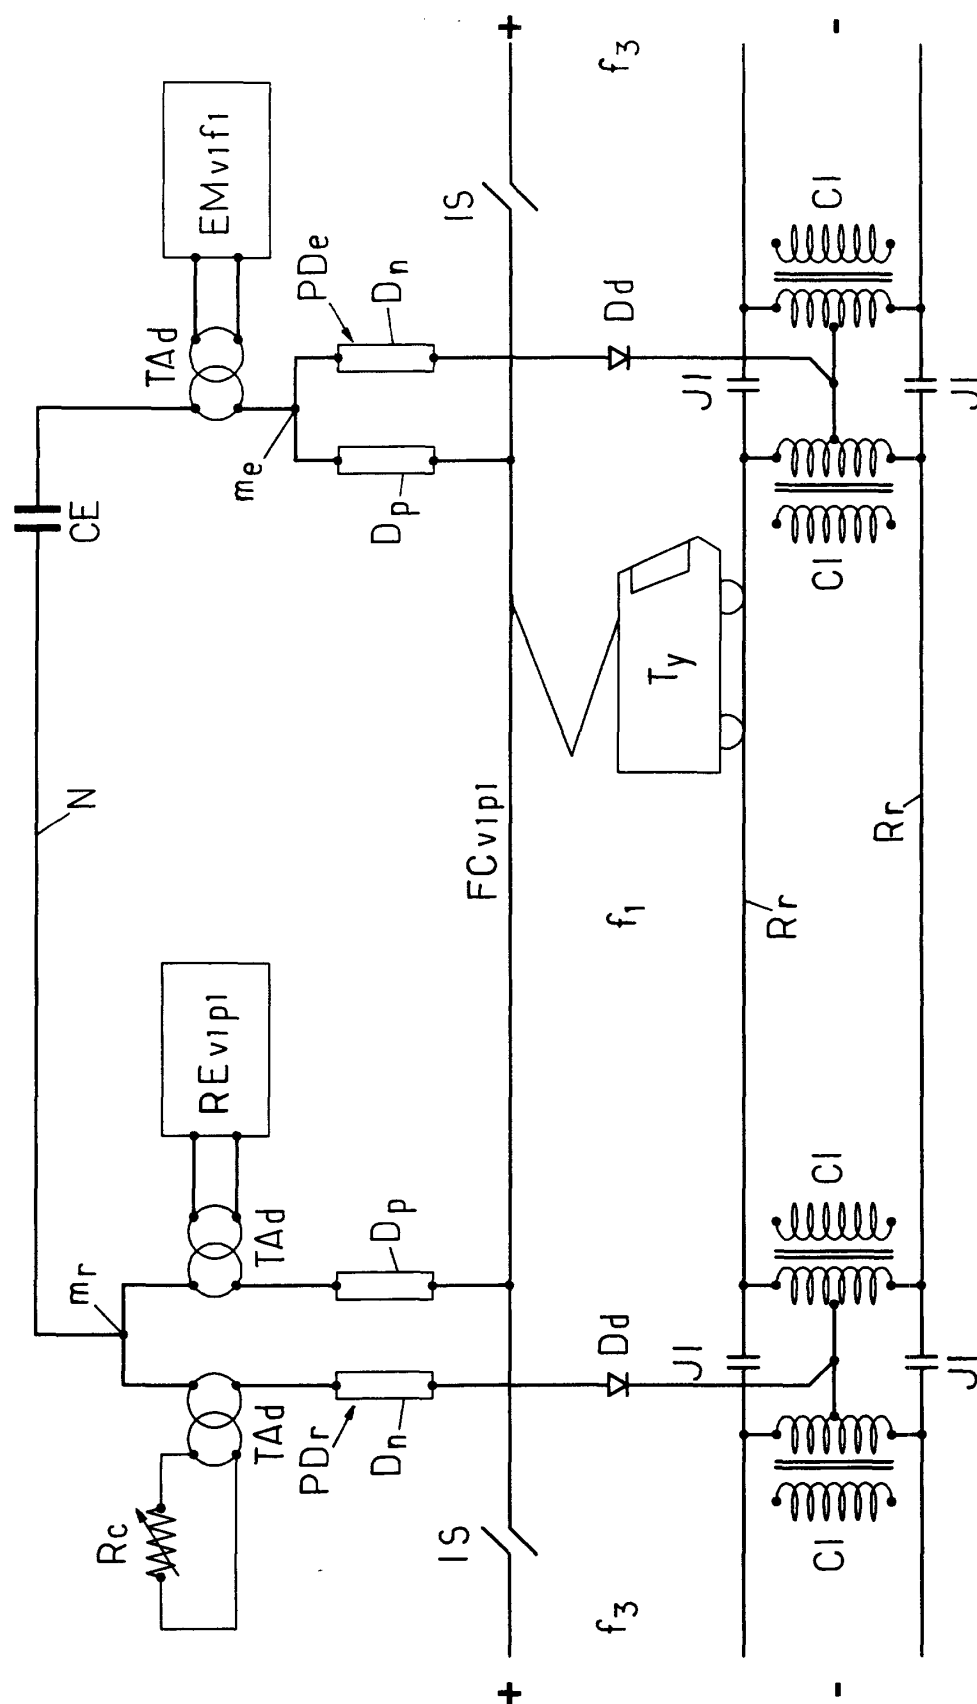 N
CE
mr
Rc
TAd
EMv1f1
REv1p1
me
TAd
TAd
PDr
PDe
Dn
Dp
Dp
Dn
IS
FCv1p1
IS
+
+
f3
f1
f3
Dd
Dd
Ty
JI
Rr
JI
CI
CI
CI
CI
-
-
Rr
JI
JI